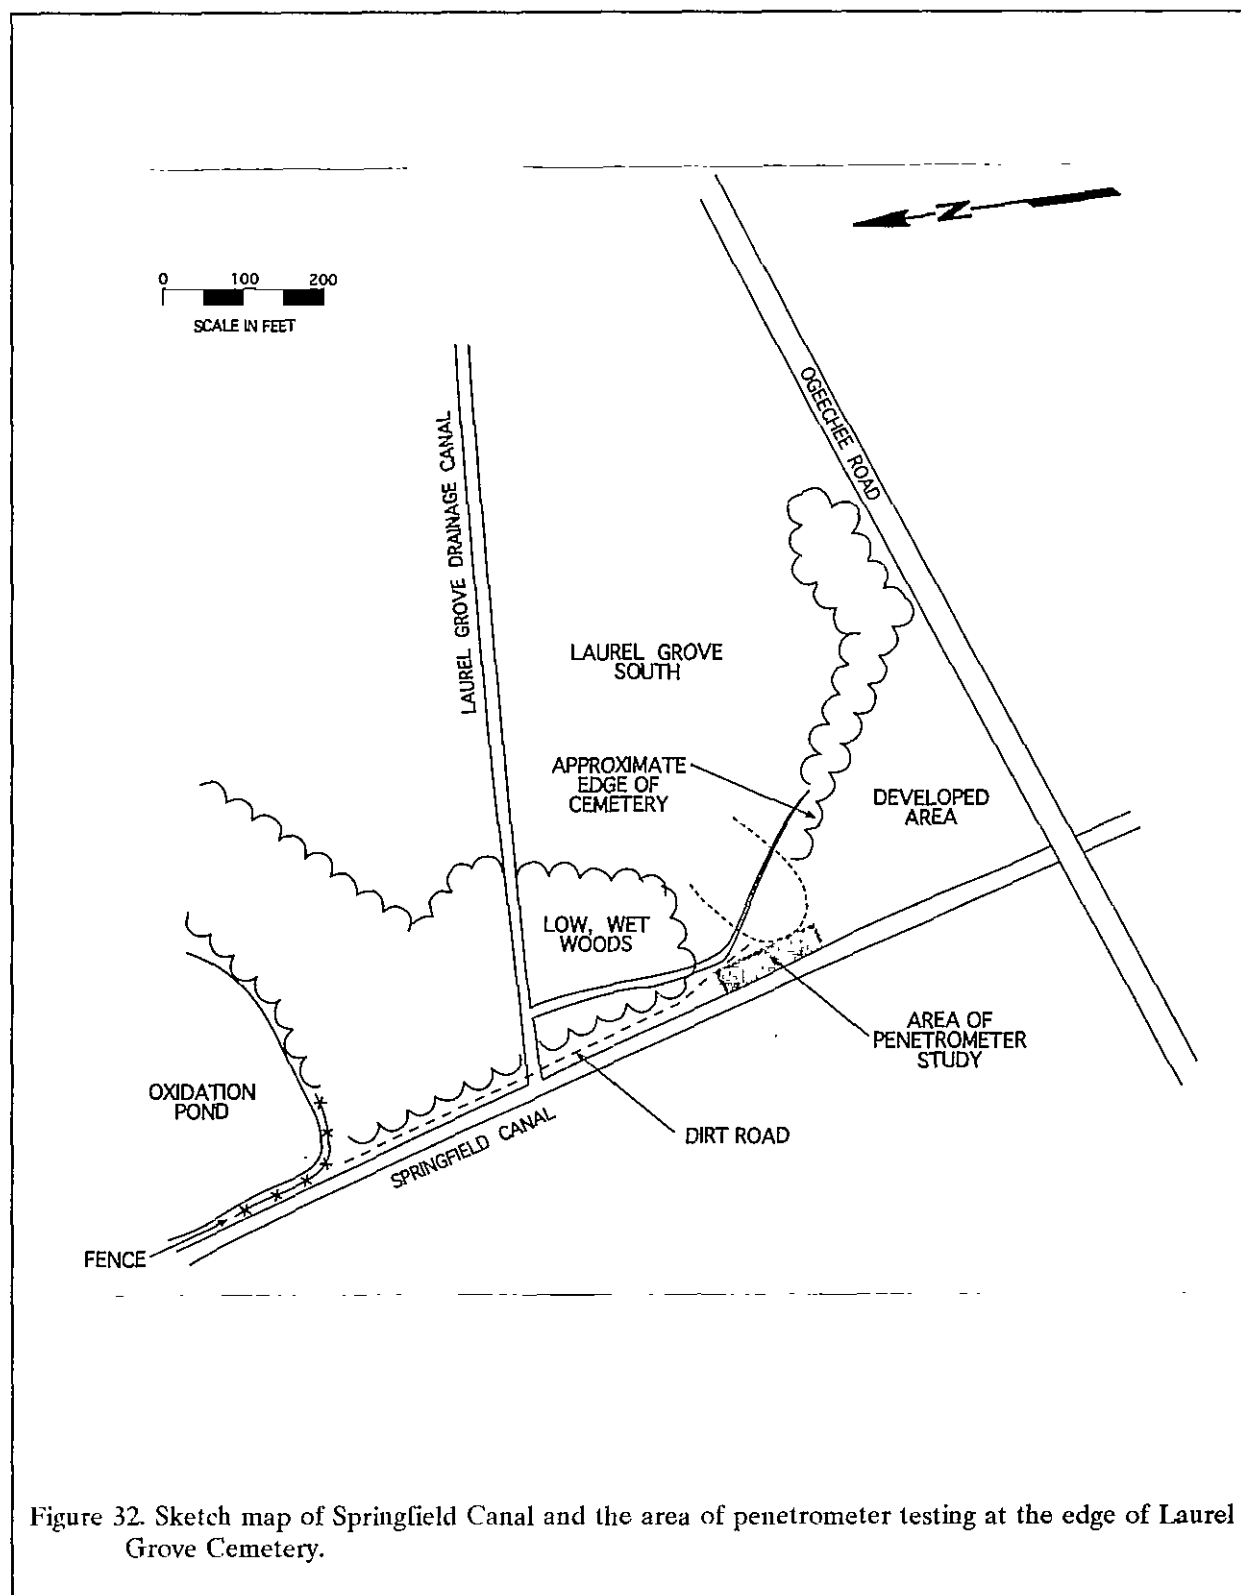 N
0 100 200
SCALE IN FEET
LAUREL GROVE DRAINAGE CANAL
OGEECHEE ROAD
LAUREL GROVE
SOUTH
APPROXIMATE
EDGE OF
CEMETERY
DEVELOPED
AREA
LOW, WET
WOODS
AREA OF
PENETROMETER
STUDY
OXIDATION
POND
DIRT ROAD
SPRINGFIELD CANAL
FENCE
Figure 32. Sketch map of Springfield Canal and the area of penetrometer testing at the edge of Laurel
Grove Cemetery.